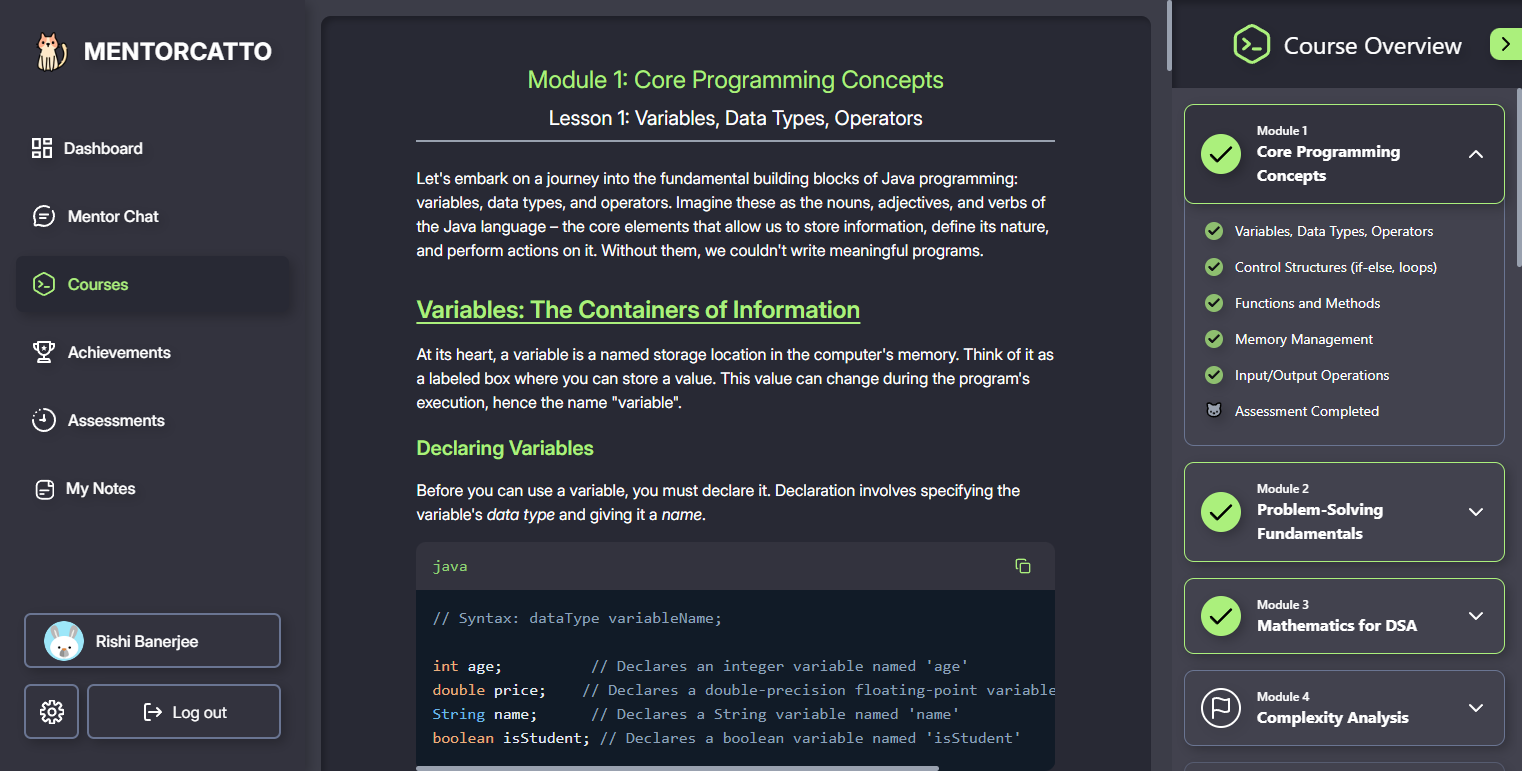 MENTORCATTO
Dashboard
Mentor Chat
Courses
Achievements
Assessments
My Notes
Rishi Banerjee
Log out
Module 1: Core Programming Concepts
Lesson 1: Variables, Data Types, Operators
Let's embark on a journey into the fundamental building blocks of Java programming:
variables, data types, and operators. Imagine these as the nouns, adjectives, and verbs of
the Java language – the core elements that allow us to store information, define its nature,
and perform actions on it. Without them, we couldn't write meaningful programs.
Variables: The Containers of Information
At its heart, a variable is a named storage location in the computer's memory. Think of it as
a labeled box where you can store a value. This value can change during the program's
execution, hence the name "variable".
Declaring Variables
Before you can use a variable, you must declare it. Declaration involves specifying the
variable's data type and giving it a name.
java
// Syntax: dataType variableName;
int age;          // Declares an integer variable named 'age'
double price;    // Declares a double-precision floating-point variable
String name;      // Declares a String variable named 'name'
boolean isStudent; // Declares a boolean variable named 'isStudent'
Course Overview
Module 1
Core Programming
Concepts
Variables, Data Types, Operators
Control Structures (if-else, loops)
Functions and Methods
Memory Management
Input/Output Operations
Assessment Completed
Module 2
Problem-Solving
Fundamentals
Module 3
Mathematics for DSA
Module 4
Complexity Analysis